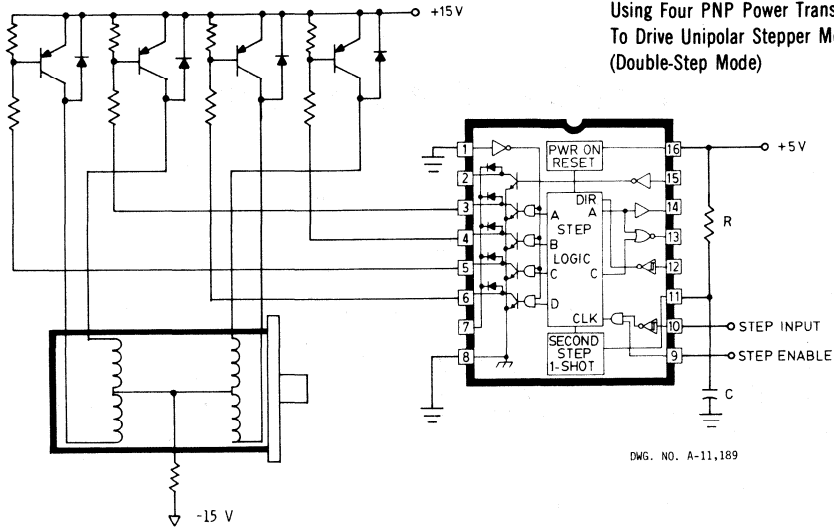 +15 V
Using Four PNP Power Trans
To Drive Unipolar Stepper M
(Double-Step Mode)
1
2
3
4
5
6
7
8
PWR ON
RESET
DIR
A
A
STEP
B
LOGIC
C
C
D
CLK
SECOND
STEP
1-SHOT
16
15
14
13
12
11
10
9
+5 V
R
STEP INPUT
STEP ENABLE
C
DWG. NO. A-11,189
-15 V